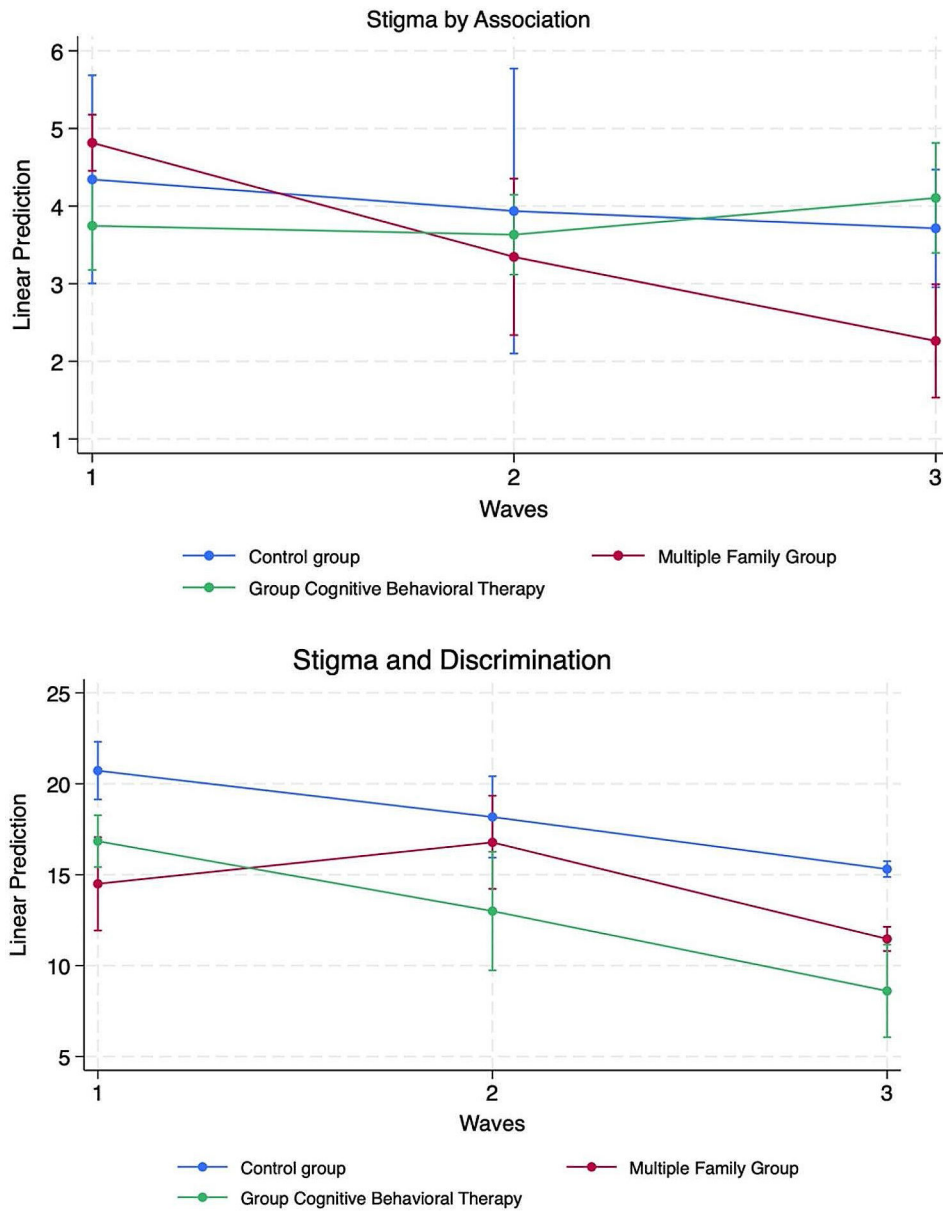 Stigma by Association
6
5
4
3
2
1
Linear Prediction
1 2 3
Waves
Control group Multiple Family Group
Group Cognitive Behavioral Therapy
Stigma and Discrimination
25
20
15
10
5
Linear Prediction
1 2 3
Waves
Control group Multiple Family Group
Group Cognitive Behavioral Therapy